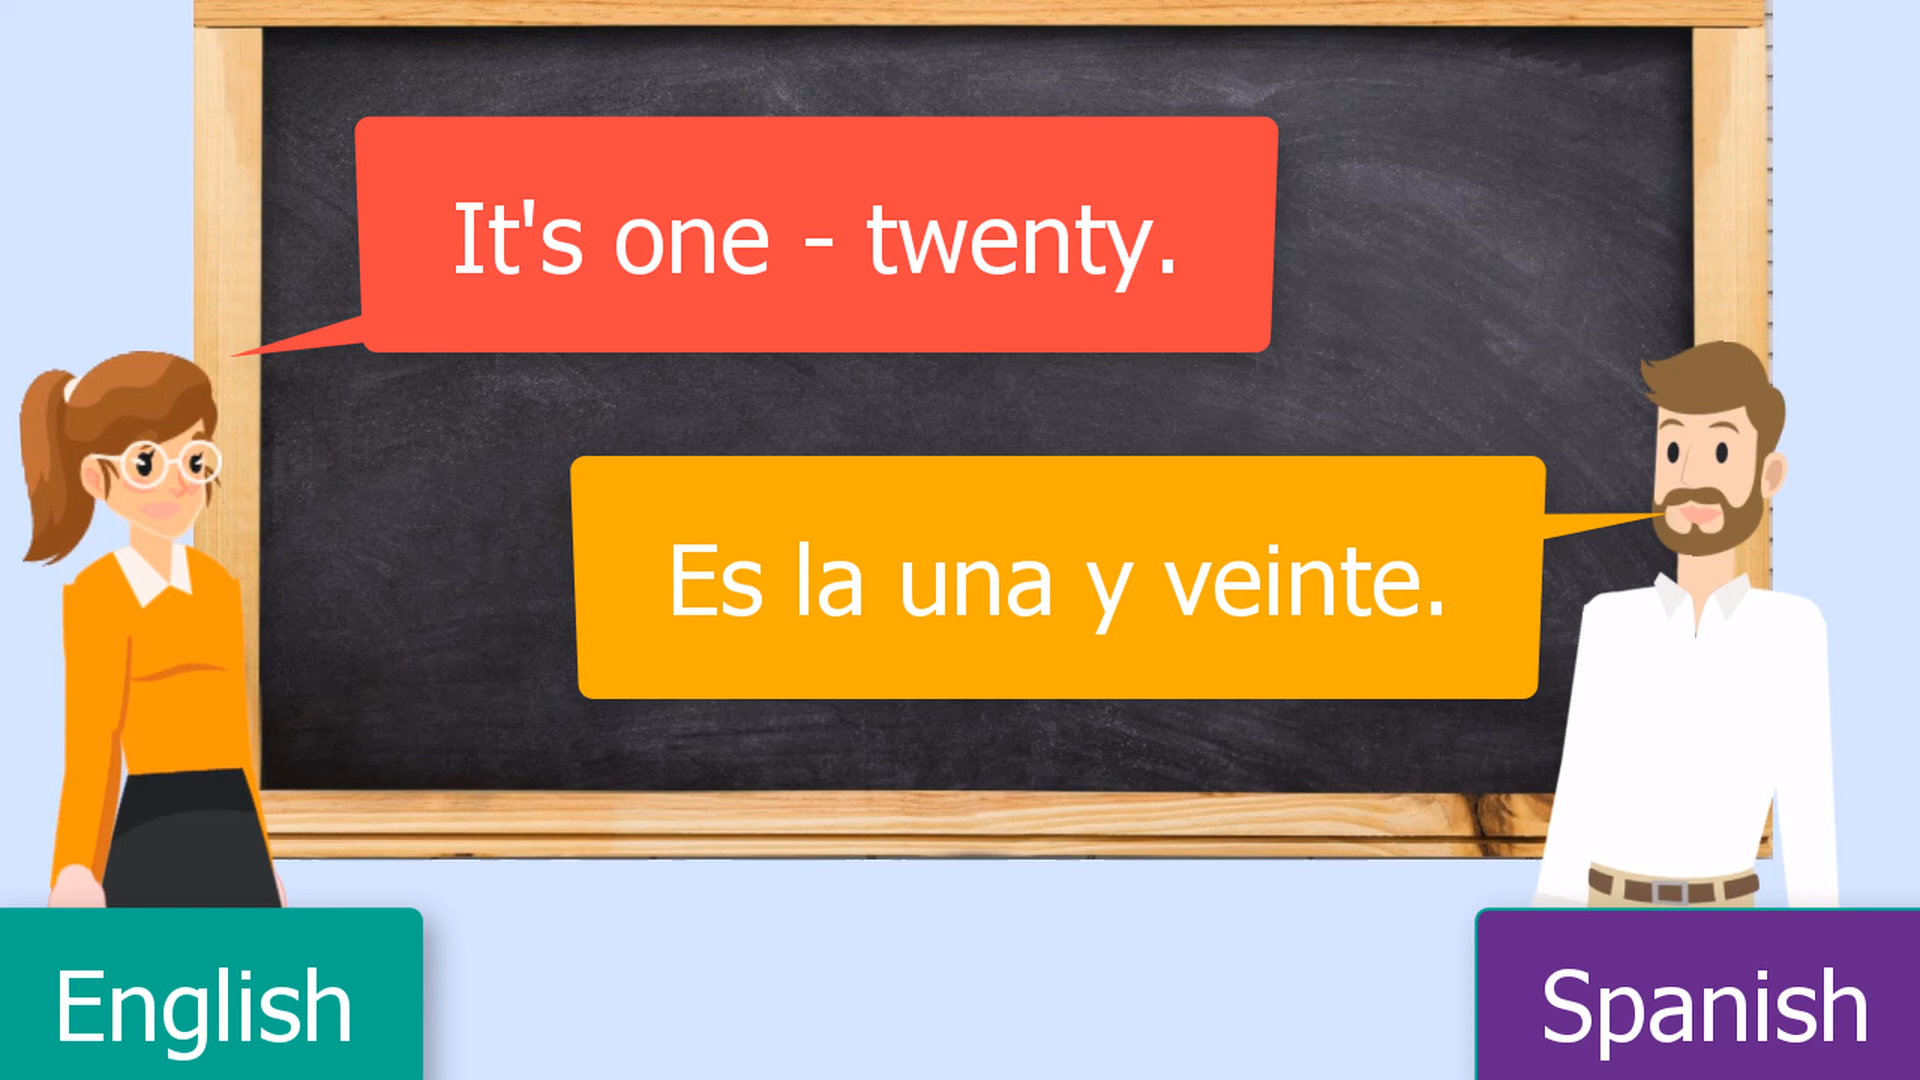 It's one - twenty.
Es la una y veinte.
English
Spanish